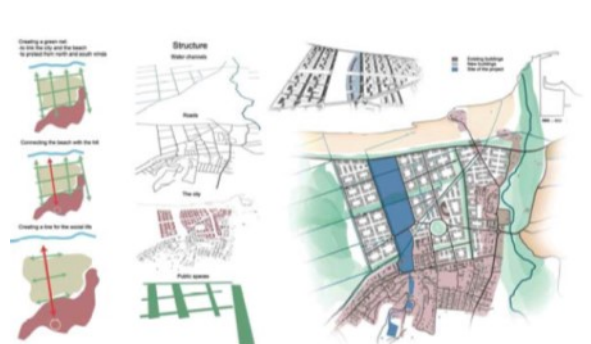 Creating a green net
-to link the city and the beach
-to protect from north and south winds
Connecting the beach with the hill
Creating a line for the social life
Structure
Water channels
Roads
The city
Public spaces
Existing buildings
New buildings
Site of the project